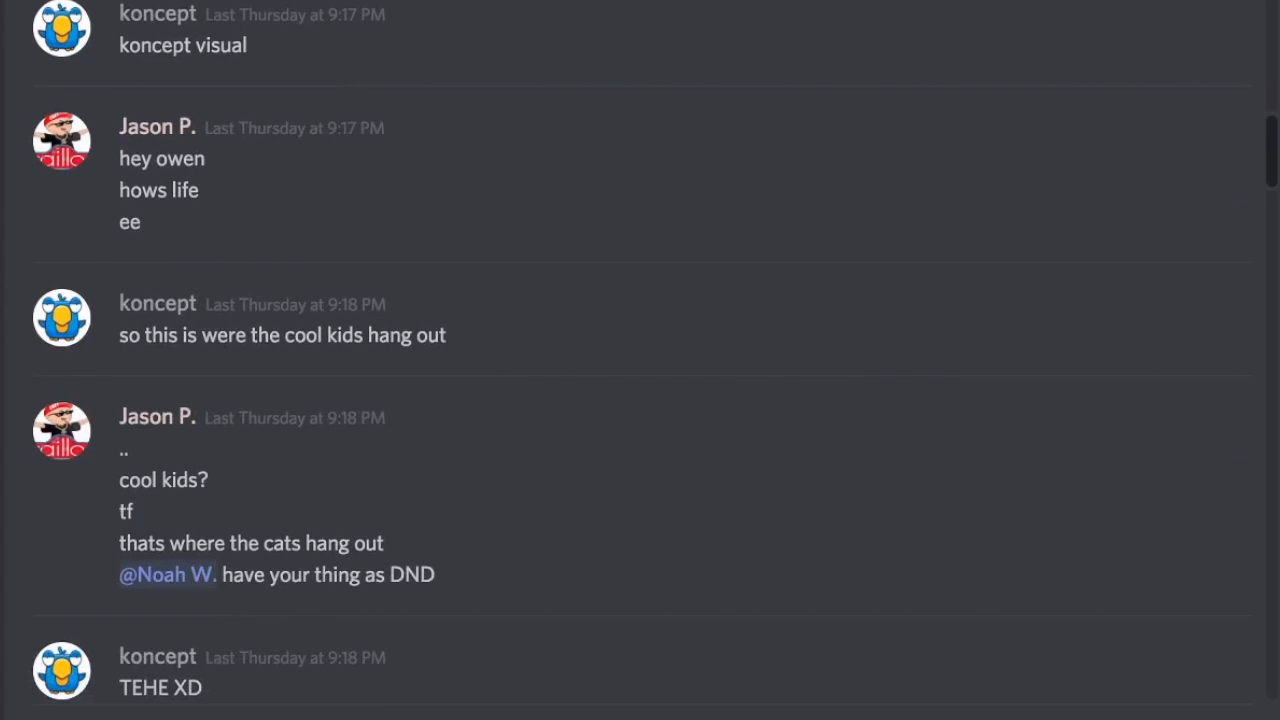 koncept Last Thursday at 9:17 PM
koncept visual
Jason P. Last Thursday at 9:17 PM
hey owen
hows life
ee
koncept Last Thursday at 9:18 PM
so this is were the cool kids hang out
Jason P. Last Thursday at 9:18 PM
..
cool kids?
tf
thats where the cats hang out
@Noah W. have your thing as DND
koncept Last Thursday at 9:18 PM
TEHE XD